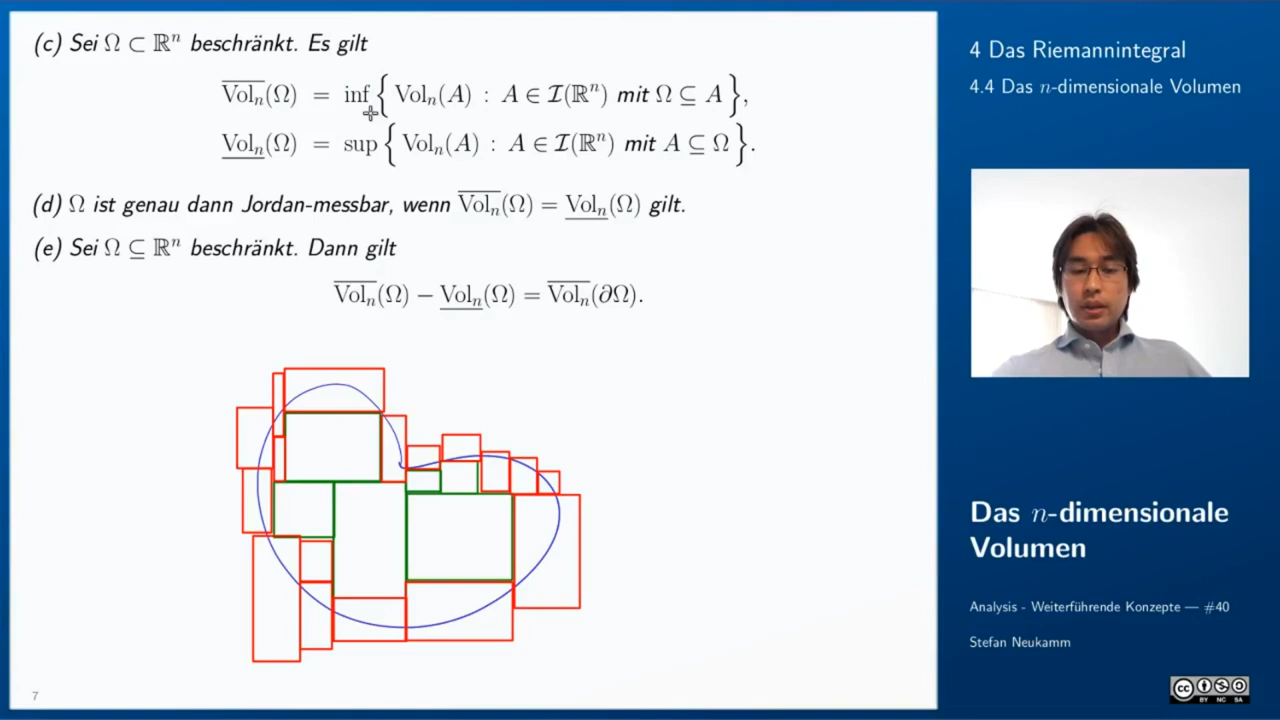 (c) Sei Ω ⊂ ℝⁿ beschränkt. Es gilt
$\overline{\mathrm{Vol}_n}(\Omega) = \inf\{ \mathrm{Vol}_n(A) : A \in \mathcal{I}(\mathbb{R}^n) \text{ mit } \Omega \subseteq A \},$
$\underline{\mathrm{Vol}_n}(\Omega) = \sup\{ \mathrm{Vol}_n(A) : A \in \mathcal{I}(\mathbb{R}^n) \text{ mit } A \subseteq \Omega \}.$
(d) Ω ist genau dann Jordan-messbar, wenn $\overline{\mathrm{Vol}_n}(\Omega) = \underline{\mathrm{Vol}_n}(\Omega)$ gilt.
(e) Sei Ω ⊆ ℝⁿ beschränkt. Dann gilt
$\overline{\mathrm{Vol}_n}(\Omega) - \underline{\mathrm{Vol}_n}(\Omega) = \overline{\mathrm{Vol}_n}(\partial\Omega).$
7
4 Das Riemannintegral
4.4 Das n-dimensionale Volumen
Das n-dimensionale
Volumen
Analysis - Weiterführende Konzepte — #40
Stefan Neukamm
cc
BY NC SA